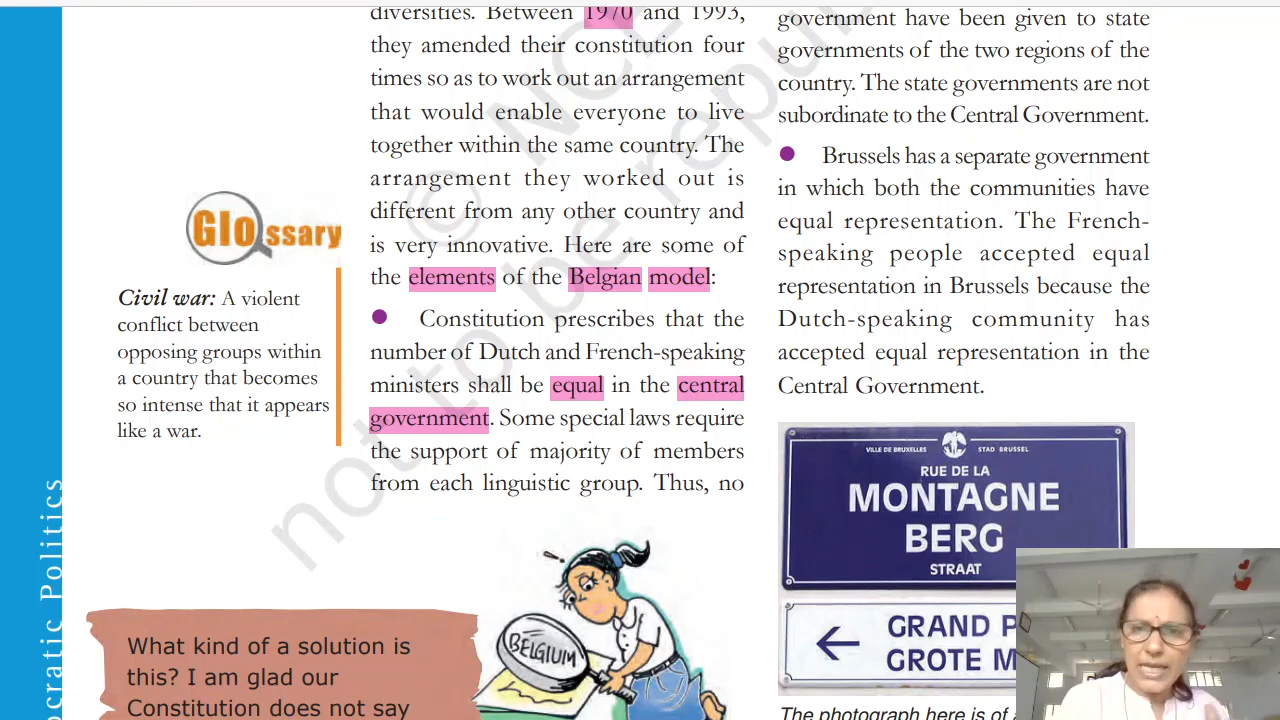 diversities. Between 1970 and 1993,
they amended their constitution four
times so as to work out an arrangement
that would enable everyone to live
together within the same country. The
arrangement they worked out is
different from any other country and
is very innovative. Here are some of
the elements of the Belgian model:
Constitution prescribes that the
number of Dutch and French-speaking
ministers shall be equal in the central
government. Some special laws require
the support of majority of members
from each linguistic group. Thus, no
government have been given to state
governments of the two regions of the
country. The state governments are not
subordinate to the Central Government.
Brussels has a separate government
in which both the communities have
equal representation. The French-
speaking people accepted equal
representation in Brussels because the
Dutch-speaking community has
accepted equal representation in the
Central Government.
Glossary
Civil war: A violent
conflict between
opposing groups within
a country that becomes
so intense that it appears
like a war.
© NCE
not to be republ
ocratic Politics
What kind of a solution is
this? I am glad our
Constitution does not say
BELGIUM
VILLE DE BRUXELLES STAD BRUSSEL
RUE DE LA
MONTAGNE
BERG
STRAAT
GRAND P
GROTE M
The photograph here is of a